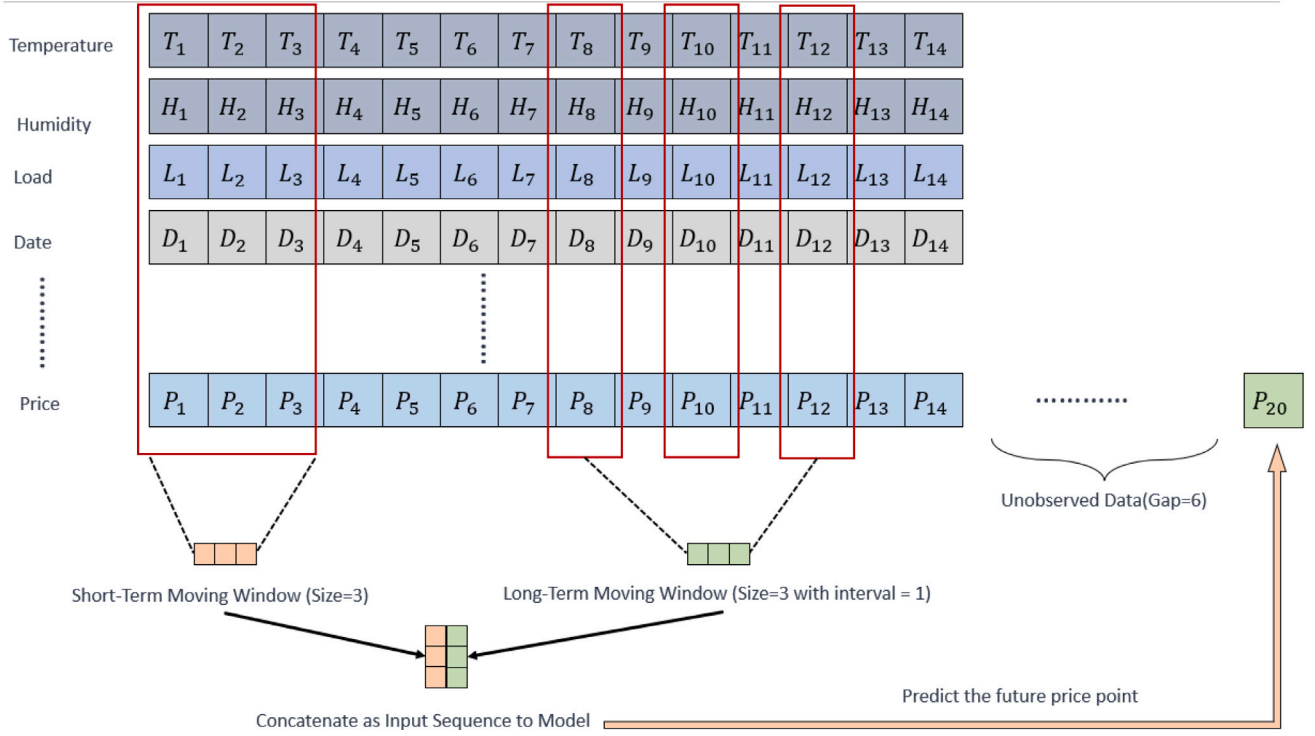 Temperature T₁ T₂ T₃ T₄ T₅ T₆ T₇ T₈ T₉ T₁₀ T₁₁ T₁₂ T₁₃ T₁₄
Humidity H₁ H₂ H₃ H₄ H₅ H₆ H₇ H₈ H₉ H₁₀ H₁₁ H₁₂ H₁₃ H₁₄
Load L₁ L₂ L₃ L₄ L₅ L₆ L₇ L₈ L₉ L₁₀ L₁₁ L₁₂ L₁₃ L₁₄
Date D₁ D₂ D₃ D₄ D₅ D₆ D₇ D₈ D₉ D₁₀ D₁₁ D₁₂ D₁₃ D₁₄
Price P₁ P₂ P₃ P₄ P₅ P₆ P₇ P₈ P₉ P₁₀ P₁₁ P₁₂ P₁₃ P₁₄ P₂₀
Unobserved Data(Gap=6)
Short-Term Moving Window (Size=3)
Long-Term Moving Window (Size=3 with interval = 1)
Predict the future price point
Concatenate as Input Sequence to Model